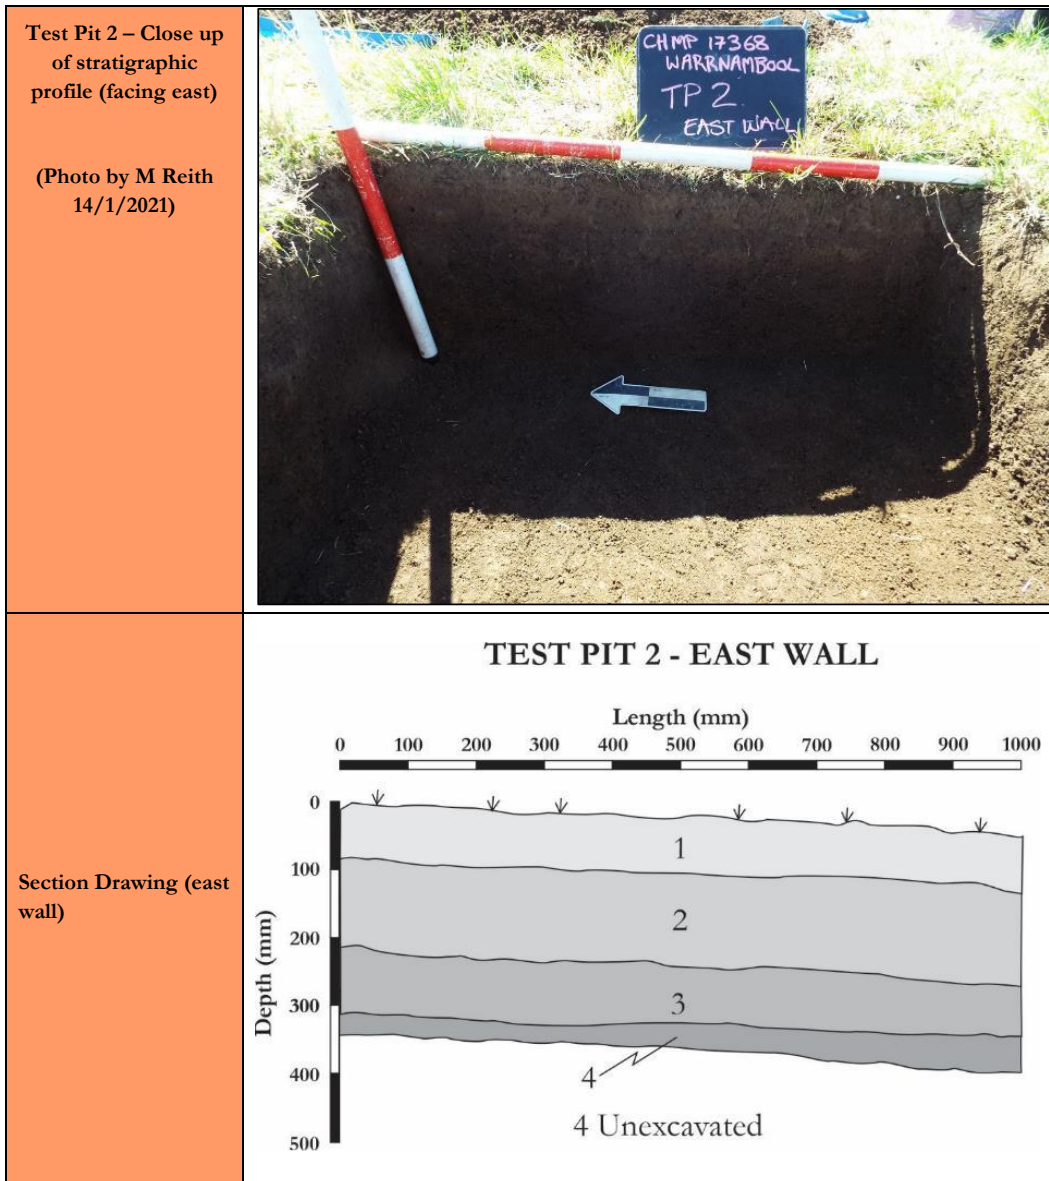 Test Pit 2 – Close up
of stratigraphic
profile (facing east)
(Photo by M Reith
14/1/2021)
CHMP 17368
WARRNAMBOOL
TP 2.
EAST WALL
Section Drawing (east
wall)
TEST PIT 2 - EAST WALL
Length (mm)
0 100 200 300 400 500 600 700 800 900 1000
Depth (mm)
0
100
200
300
400
500
1
2
3
4
4 Unexcavated